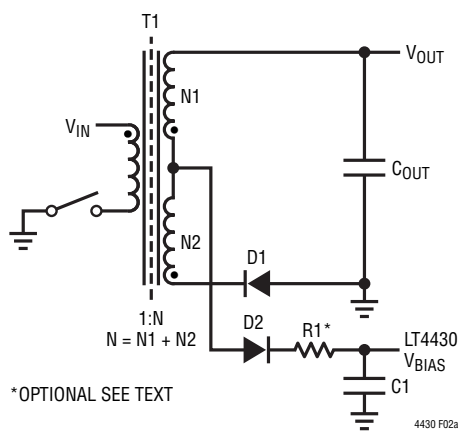 T1
VOUT
N1
VIN
COUT
N2
D1
1:N
N = N1 + N2
D2
R1*
LT4430
VBIAS
C1
*OPTIONAL SEE TEXT
4430 F02a